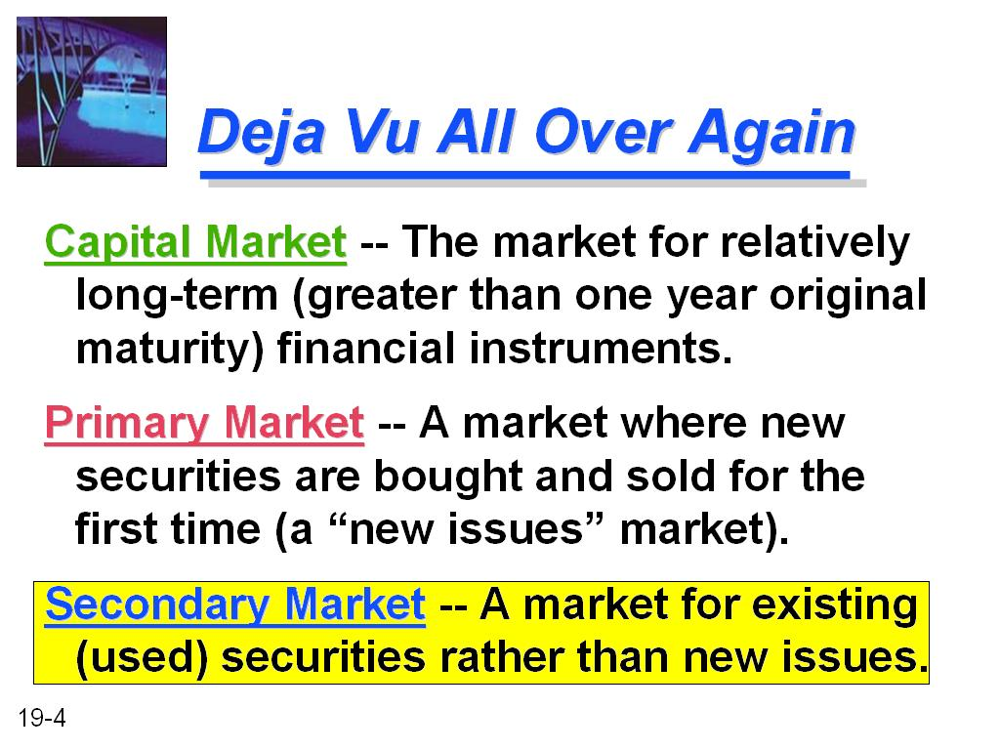 Deja Vu All Over Again
Capital Market -- The market for relatively
long-term (greater than one year original
maturity) financial instruments.
Primary Market -- A market where new
securities are bought and sold for the
first time (a “new issues” market).
Secondary Market -- A market for existing
(used) securities rather than new issues.
19-4